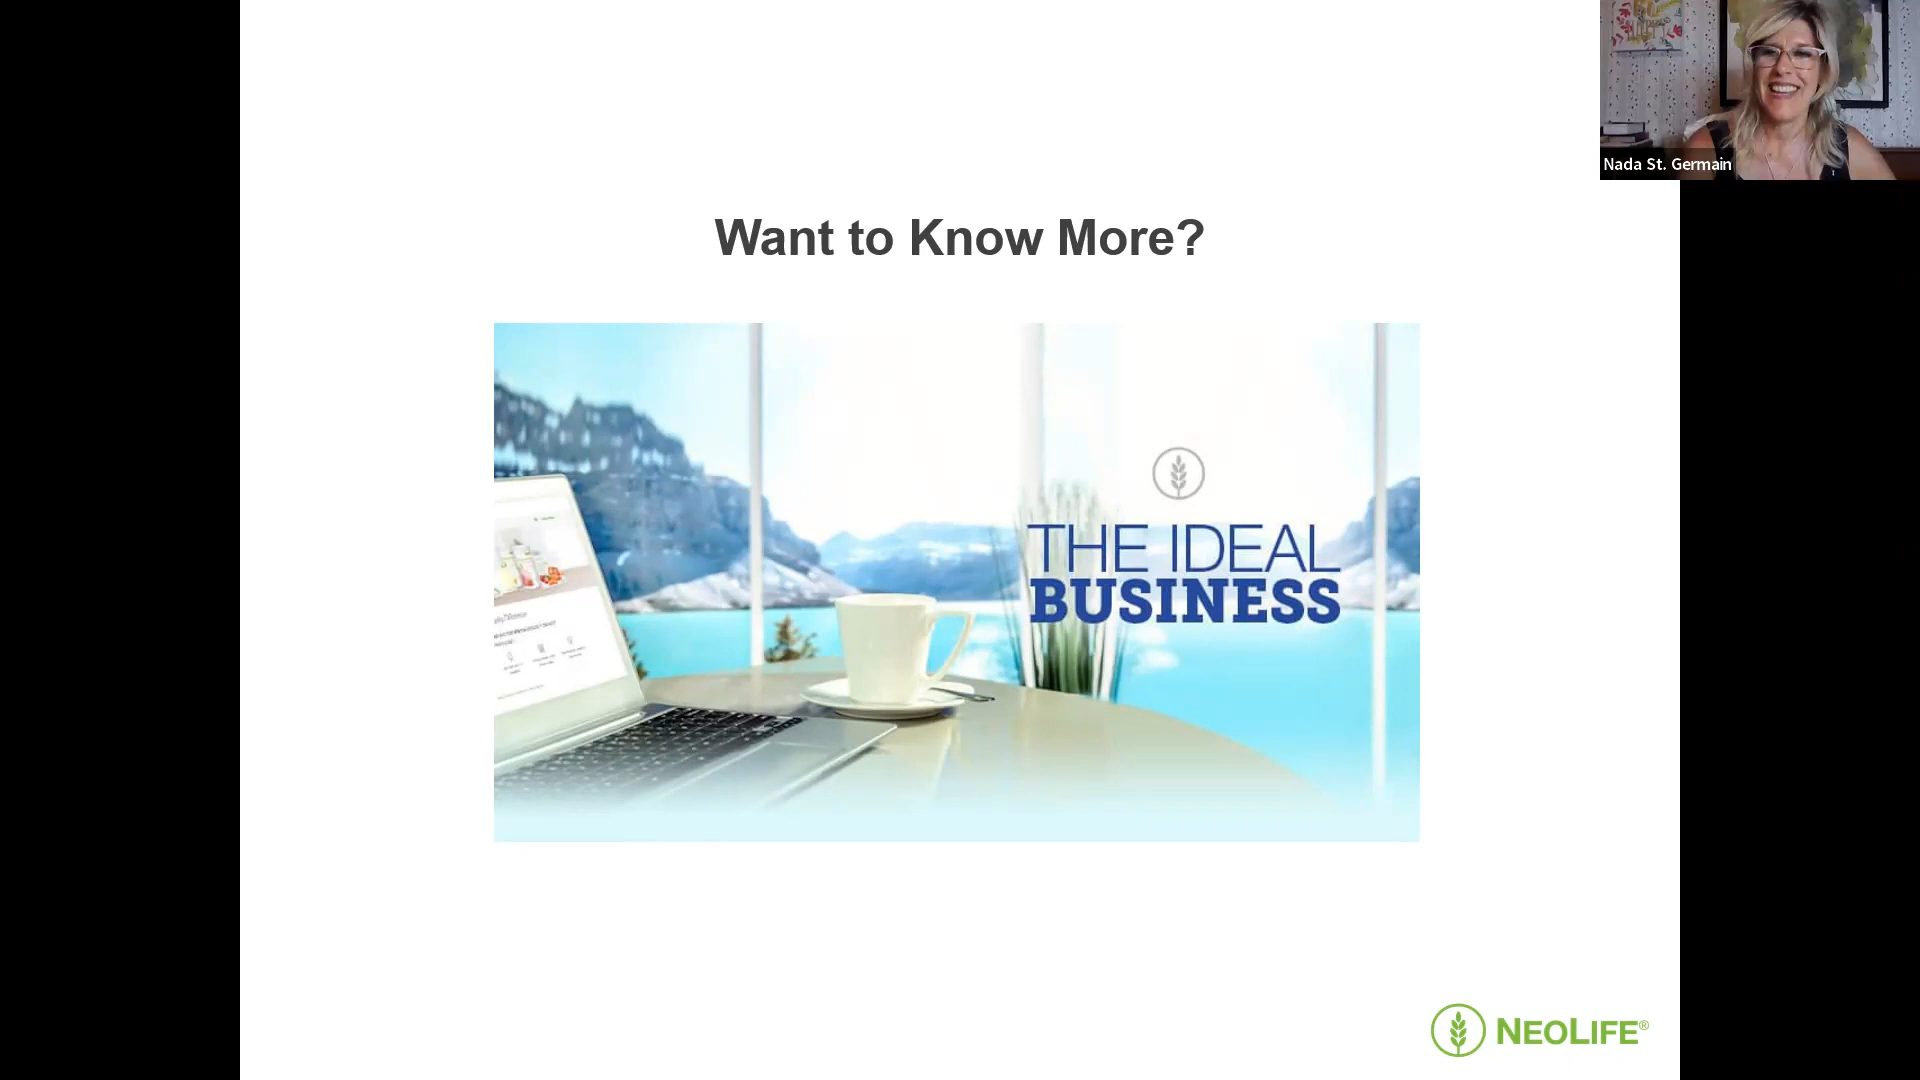 Nada St. Germain
Want to Know More?
THE IDEAL
BUSINESS
NEOLIFE®